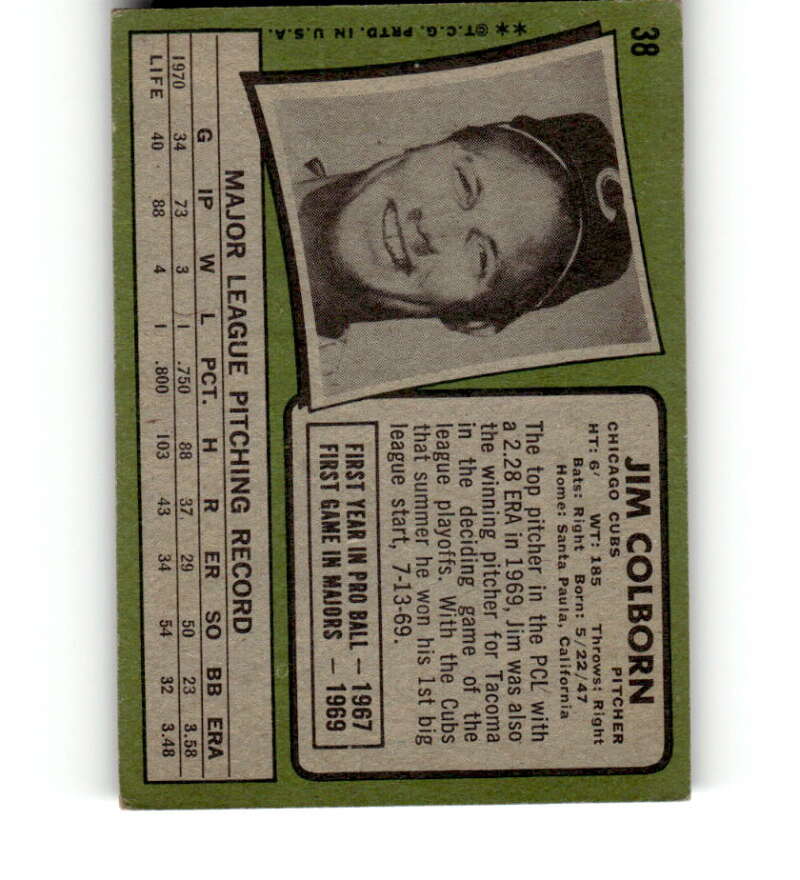 38
** © T.C.G. PRTD. IN U.S.A.
C
JIM COLBORN
CHICAGO CUBS PITCHER
HT: 6' WT: 185 Throws: Right
Bats: Right Born: 5/22/47
Home: Santa Paula, California
The top pitcher in the PCL with
a 2.28 ERA in 1969, Jim was also
the winning pitcher for Tacoma
in the deciding game of the
league playoffs. With the Cubs
that summer he won his 1st big
league start, 7-13-69.
FIRST YEAR IN PRO BALL — 1967
FIRST GAME IN MAJORS — 1969
MAJOR LEAGUE PITCHING RECORD
G IP W L PCT. H R ER SO BB ERA
1970 34 73 3 1 .750 88 37 29 50 23 3.58
LIFE 40 88 4 1 .800 103 43 34 54 32 3.48